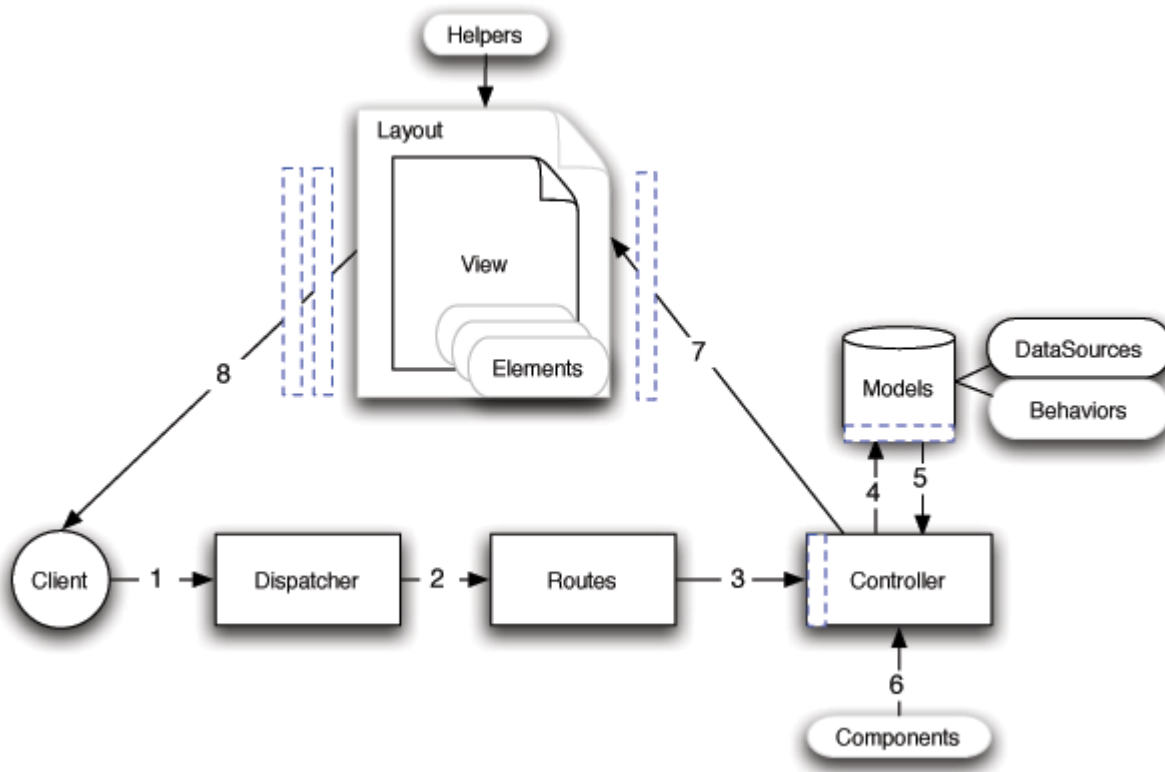 Helpers
Layout
View
Elements
8
7
Models
DataSources
Behaviors
4
5
Client
1
Dispatcher
2
Routes
3
Controller
6
Components